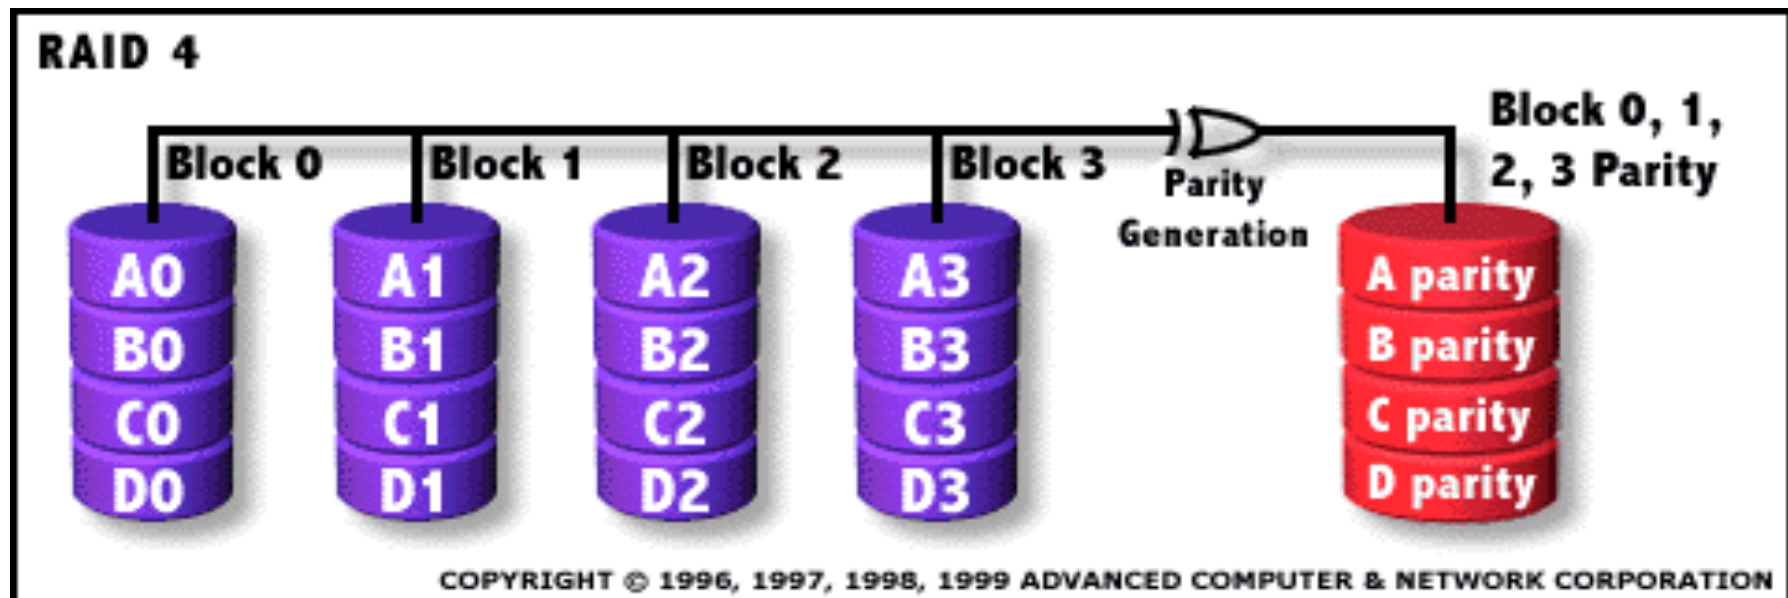 RAID 4
Block 0
Block 1
Block 2
Block 3
Parity
Generation
Block 0, 1,
2, 3 Parity
A0
B0
C0
D0
A1
B1
C1
D1
A2
B2
C2
D2
A3
B3
C3
D3
A parity
B parity
C parity
D parity
COPYRIGHT © 1996, 1997, 1998, 1999 ADVANCED COMPUTER & NETWORK CORPORATION